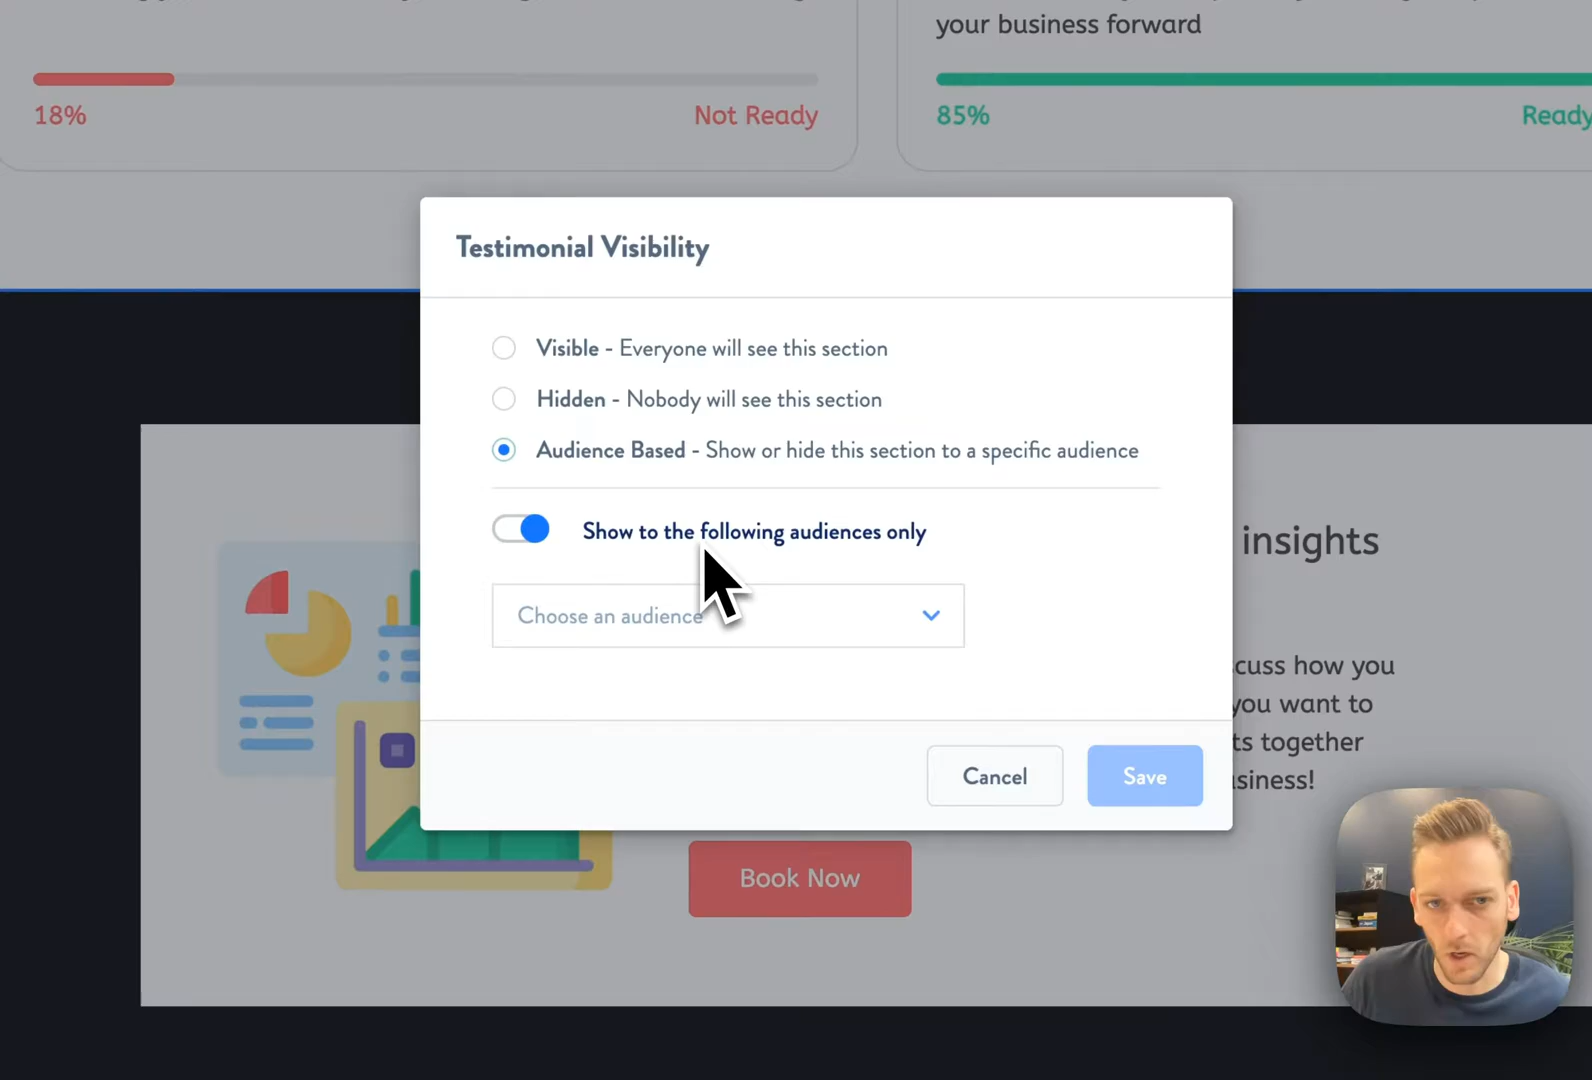 your business forward
18%
Not Ready
85%
Ready
Testimonial Visibility
Visible - Everyone will see this section
Hidden - Nobody will see this section
Audience Based - Show or hide this section to a specific audience
Show to the following audiences only
Choose an audience
insights
cuss how you
you want to
ts together
siness!
Cancel
Save
Book Now